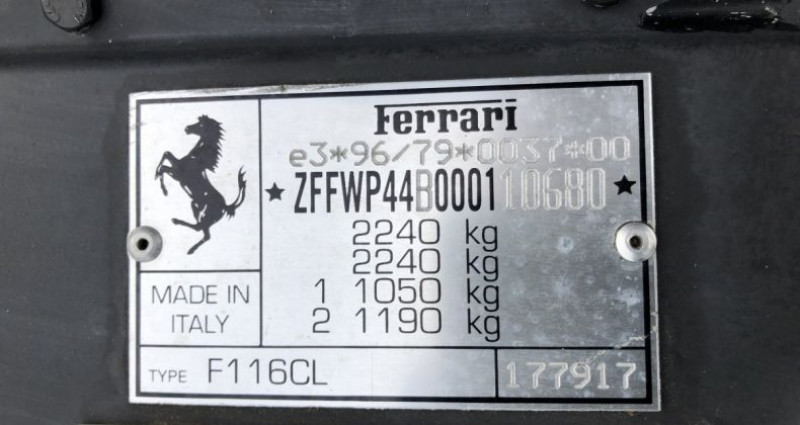 Ferrari
e3*96/79*0037*00
★ ZFFWP44B000110680 ★
2240 kg
2240 kg
1 1050 kg
2 1190 kg
MADE IN
ITALY
TYPE F116CL
177917